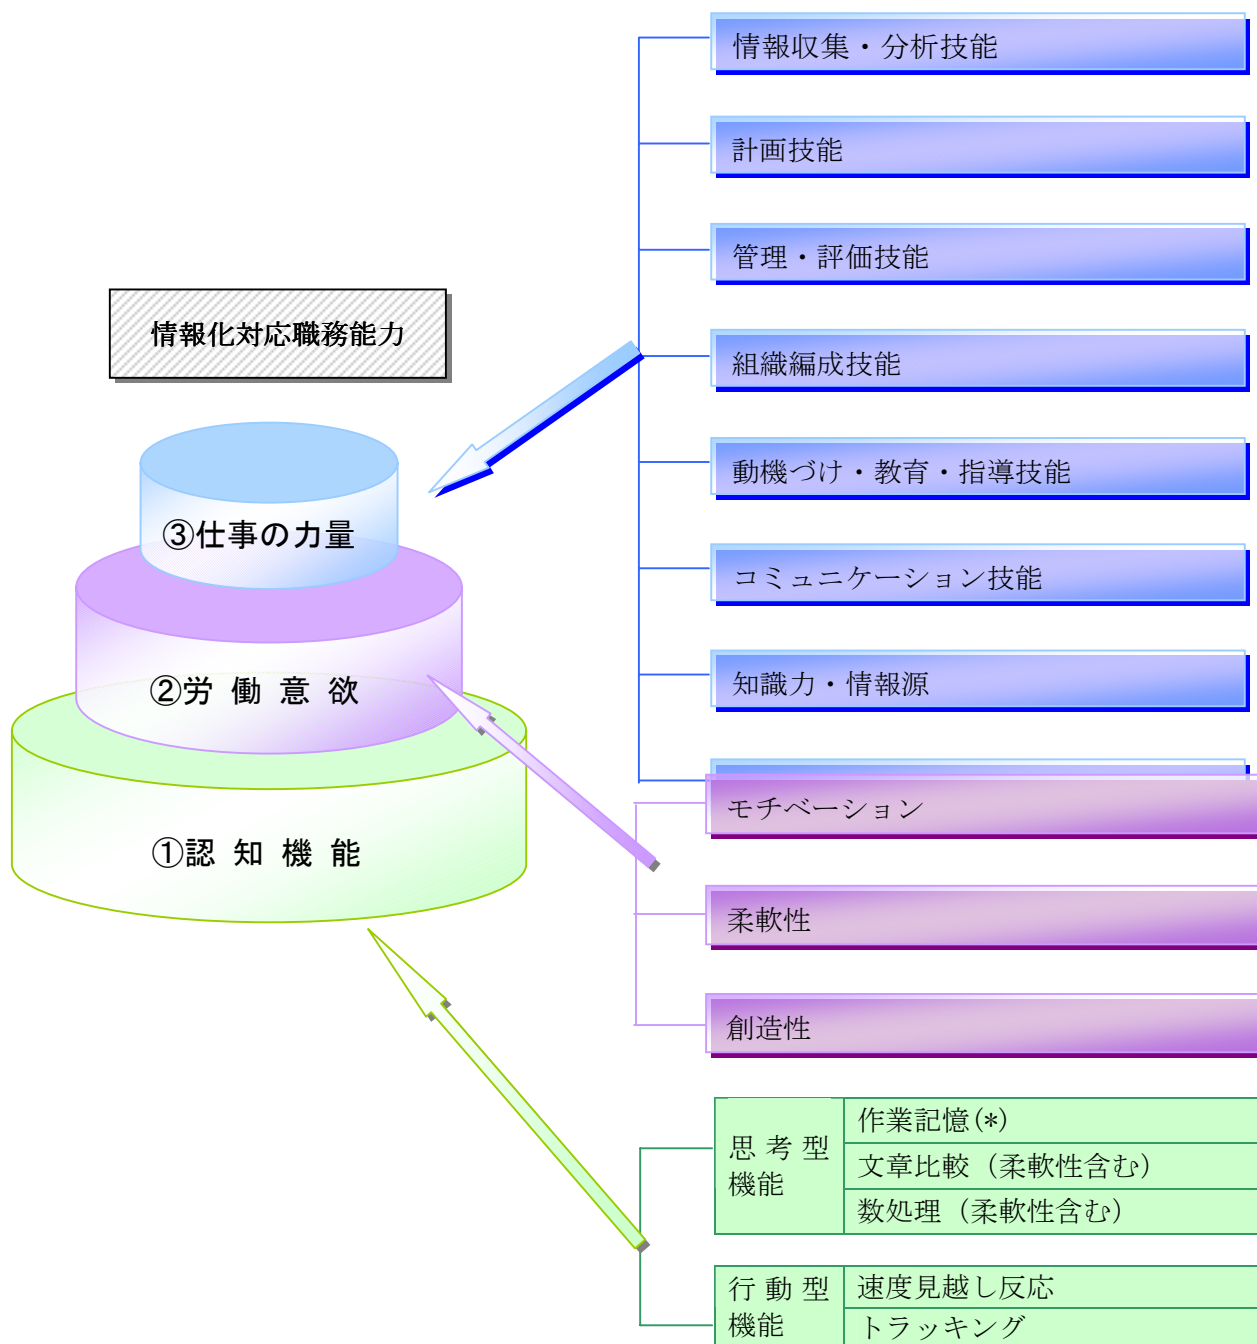 情報化対応職務能力
③仕事の力量
②労 働 意 欲
①認 知 機 能
情報収集・分析技能
計画技能
管理・評価技能
組織編成技能
動機づけ・教育・指導技能
コミュニケーション技能
知識力・情報源
モチベーション
柔軟性
創造性
思 考 型
機能
作業記憶(*)
文章比較（柔軟性含む）
数処理（柔軟性含む）
行 動 型
機能
速度見越し反応
トラッキング